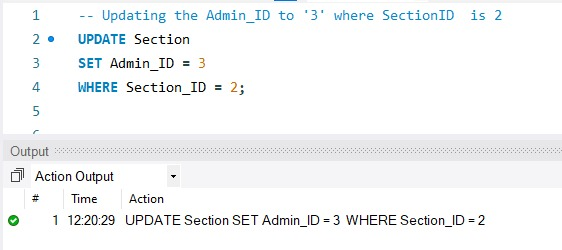 1 -- Updating the Admin_ID to '3' where SectionID  is 2
2 UPDATE Section
3 SET Admin_ID = 3
4 WHERE Section_ID = 2;
5
Output
Action Output
# Time Action
1 12:20:29 UPDATE Section SET Admin_ID = 3  WHERE Section_ID = 2